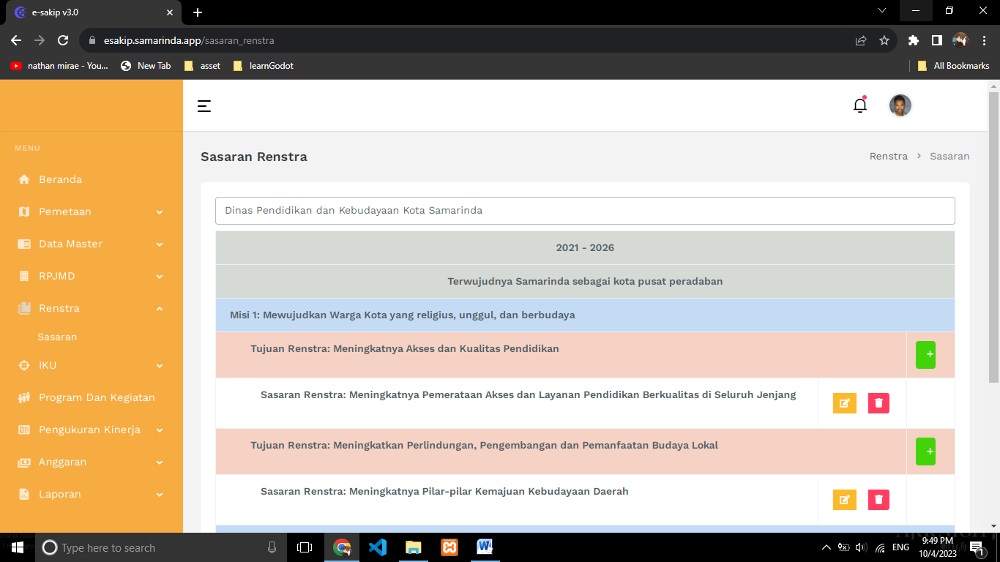 e-sakip v3.0
esakip.samarinda.app/sasaran_renstra
nathan mirae - You...
New Tab
asset
learnGodot
All Bookmarks
MENU
Beranda
Pemetaan
Data Master
RPJMD
Renstra
Sasaran
IKU
Program Dan Kegiatan
Pengukuran Kinerja
Anggaran
Laporan
Sasaran Renstra
Renstra > Sasaran
Dinas Pendidikan dan Kebudayaan Kota Samarinda
2021 - 2026
Terwujudnya Samarinda sebagai kota pusat peradaban
Misi 1: Mewujudkan Warga Kota yang religius, unggul, dan berbudaya
Tujuan Renstra: Meningkatnya Akses dan Kualitas Pendidikan
+
Sasaran Renstra: Meningkatnya Pemerataan Akses dan Layanan Pendidikan Berkualitas di Seluruh Jenjang
Tujuan Renstra: Meningkatkan Perlindungan, Pengembangan dan Pemanfaatan Budaya Lokal
+
Sasaran Renstra: Meningkatnya Pilar-pilar Kemajuan Kebudayaan Daerah
Type here to search
ENG
9:49 PM
10/4/2023
1